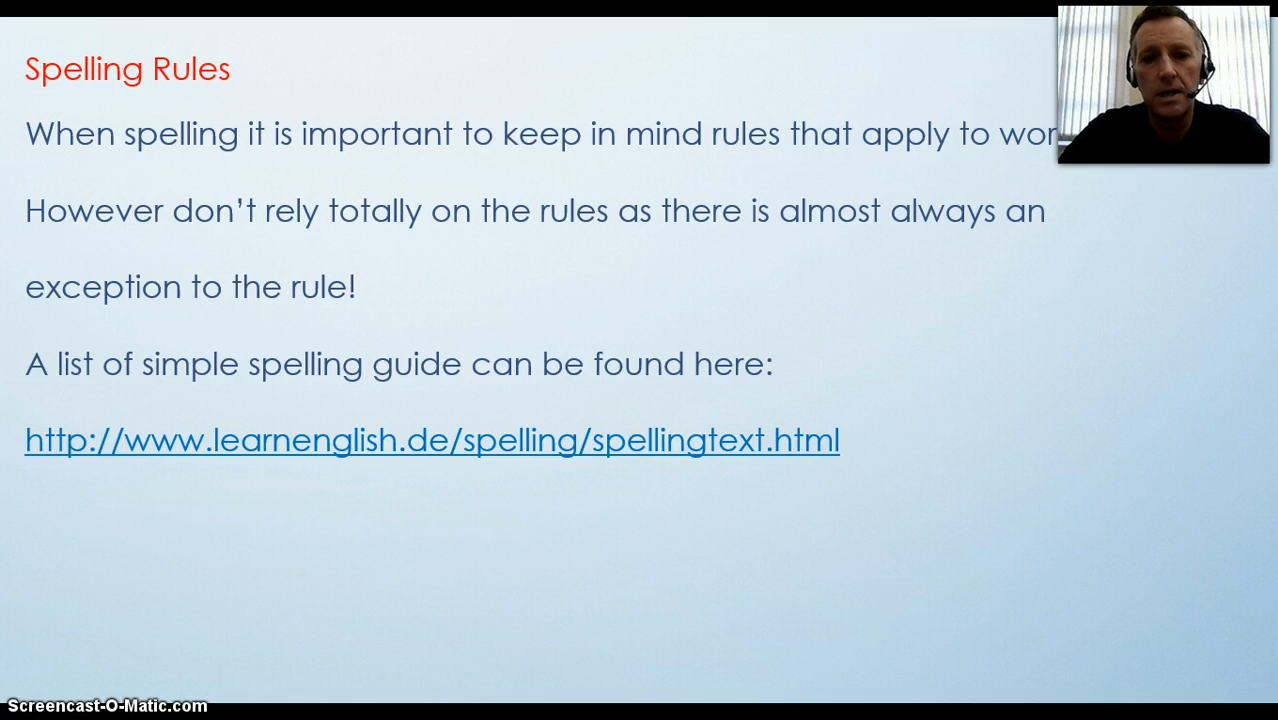 Spelling Rules
When spelling it is important to keep in mind rules that apply to
However don't rely totally on the rules as there is almost always an
exception to the rule!
A list of simple spelling guide can be found here:
http://www.learnenglish.de/spelling/spellingtext.html
Screencast-O-Matic.com